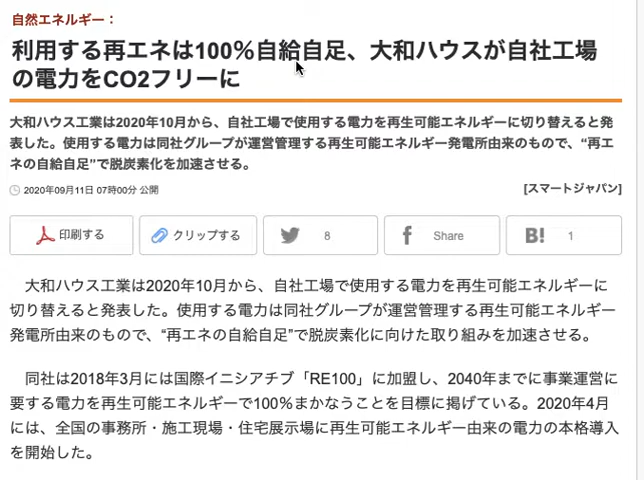 自然エネルギー：
利用する再エネは100％自給自足、大和ハウスが自社工場
の電力をCO2フリーに
大和ハウス工業は2020年10月から、自社工場で使用する電力を再生可能エネルギーに切り替えると発
表した。使用する電力は同社グループが運営管理する再生可能エネルギー発電所由来のもので、“再エ
ネの自給自足”で脱炭素化を加速させる。
2020年09月11日 07時00分 公開
[スマートジャパン]
印刷する
クリップする
8
Share
B! 1
大和ハウス工業は2020年10月から、自社工場で使用する電力を再生可能エネルギーに
切り替えると発表した。使用する電力は同社グループが運営管理する再生可能エネルギー
発電所由来のもので、“再エネの自給自足”で脱炭素化に向けた取り組みを加速させる。
同社は2018年3月には国際イニシアチブ「RE100」に加盟し、2040年までに事業運営に
要する電力を再生可能エネルギーで100％まかなうことを目標に掲げている。2020年4月
には、全国の事務所・施工現場・住宅展示場に再生可能エネルギー由来の電力の本格導入
を開始した。